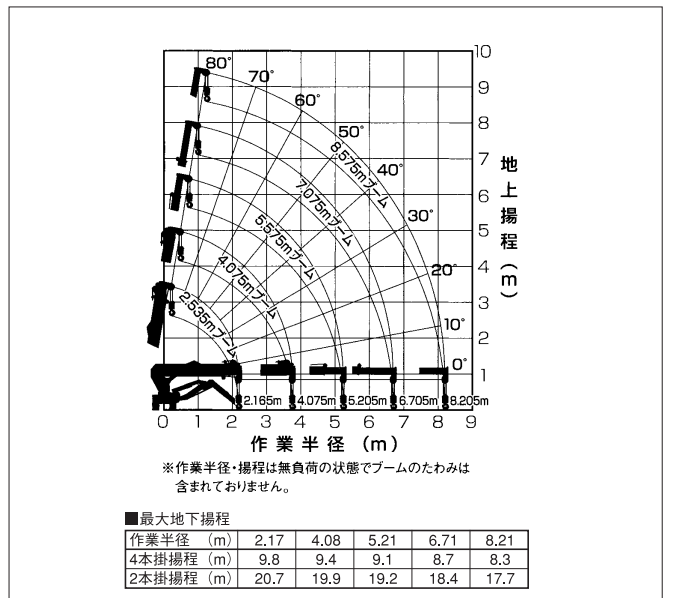 10
9
8
7
6
5
4
3
2
1
地上揚程(m)
80°
70°
60°
50°
40°
30°
20°
10°
0°
8.575mブーム
7.075mブーム
5.575mブーム
4.075mブーム
2.535mブーム
2.165m 4.075m 5.205m 6.705m 8.205m
0 1 2 3 4 5 6 7 8 9
作業半径(m)
※作業半径・揚程は無負荷の状態でブームのたわみは
含まれておりません。
■最大地下揚程
作業半径 (m) 2.17 4.08 5.21 6.71 8.21
4本掛揚程 (m) 9.8 9.4 9.1 8.7 8.3
2本掛揚程 (m) 20.7 19.9 19.2 18.4 17.7